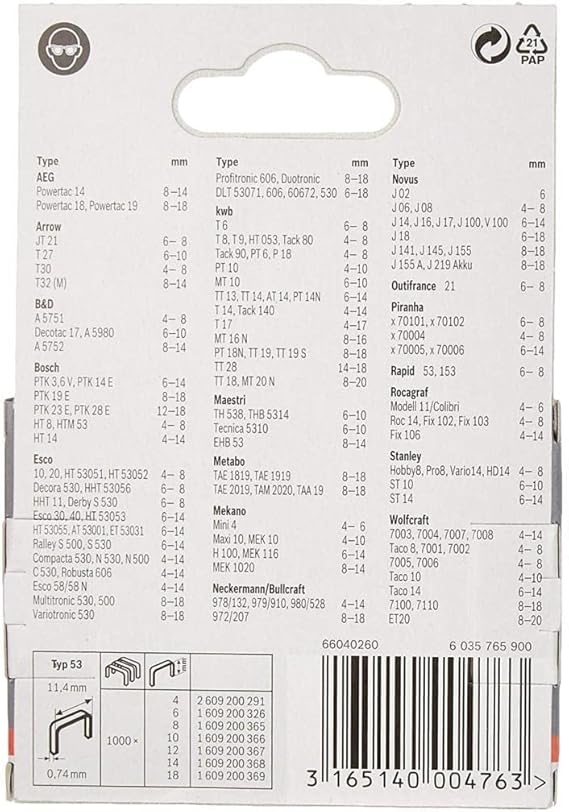 21
PAP
Type mm
AEG
Powertac 14 8–14
Powertac 18, Powertac 19 8–18
Arrow
JT 21 6– 8
T 27 6–10
T30 4– 8
T32 (M) 8–14
B&D
A 5751 4– 8
Decotac 17, A 5980 6–10
A 5752 8–14
Bosch
PTK 3,6 V, PTK 14 E 6–14
PTK 19 E 8–18
PTK 23 E, PTK 28 E 12–18
HT 8, HTM 53 4– 8
HT 14 4–14
Esco
10, 20, HT 53051, HT 53052 4– 8
Decora 530, HHT 53056 6– 8
HHT 11, Derby S 530 6– 8
Esco 30, 40, HT 53053 6–14
HT 53055, AT 53001, ET 53031 6–14
Ralley S 500, S 530 6–14
Compacta 530, N 530, N 500 4–14
C 530, Robusta 606 4–14
Esco 58/58 N 4–14
Multitronic 530, 500 8–18
Variotronic 530 8–18
Type mm
Profitronic 606, Duotronic 8–18
DLT 53071, 606, 60672, 530 6–18
kwb
T 6 6– 8
T 8, T 9, HT 053, Tack 80 4– 8
Tack 90, PT 6, P 18 4– 8
PT 10 4–10
MT 10 6–10
TT 13, TT 14, AT 14, PT 14N 6–14
T 14, Tack 140 4–14
T 17 4–17
MT 16 N 8–16
PT 18N, TT 19, TT 19 S 8–18
TT 28 14–18
TT 18, MT 20 N 8–20
Maestri
TH 538, THB 5314 6–10
Tecnica 5310 6–10
EHB 53 8–14
Metabo
TAE 1819, TAE 1919 8–18
TAE 2019, TAM 2020, TAA 19 8–18
Mekano
Mini 4 4– 6
Maxi 10, MEK 10 4–10
H 100, MEK 116 6–14
MEK 1020 8–14
Neckermann/Bullcraft
978/132, 979/910, 980/528 4–14
972/207 8–18
Type mm
Novus
J 02 6
J 06, J 08 4– 8
J 14, J 16, J 17, J 100, V 100 6–14
J 18 6–18
J 141, J 145, J 155 8–18
J 155 A, J 219 Akku 8–18
Outifrance 21 6– 8
Piranha
x 70101, x 70102 6– 8
x 70004 4– 8
x 70005, x 70006 6–14
Rapid 53, 153 6– 8
Rocagraf
Modell 11/Colibri 4– 6
Roc 14, Fix 102, Fix 103 4– 8
Fix 106 4–14
Stanley
Hobby8, Pro8, Vario14, HD14 4– 8
ST 10 6–10
ST 14 6–14
Wolfcraft
7003, 7004, 7007, 7008 4–14
Taco 8, 7001, 7002 4– 8
7005, 7006 4– 8
Taco 10 4–10
Taco 14 6–14
7100, 7110 8–18
ET20 8–20
66040260 6 035 765 900
Typ 53 mm
11,4 mm
0,74 mm
1000 ×
4 2 609 200 291
6 1 609 200 326
8 1 609 200 365
10 1 609 200 366
12 1 609 200 367
14 1 609 200 368
18 1 609 200 369
3 165140 004763 >